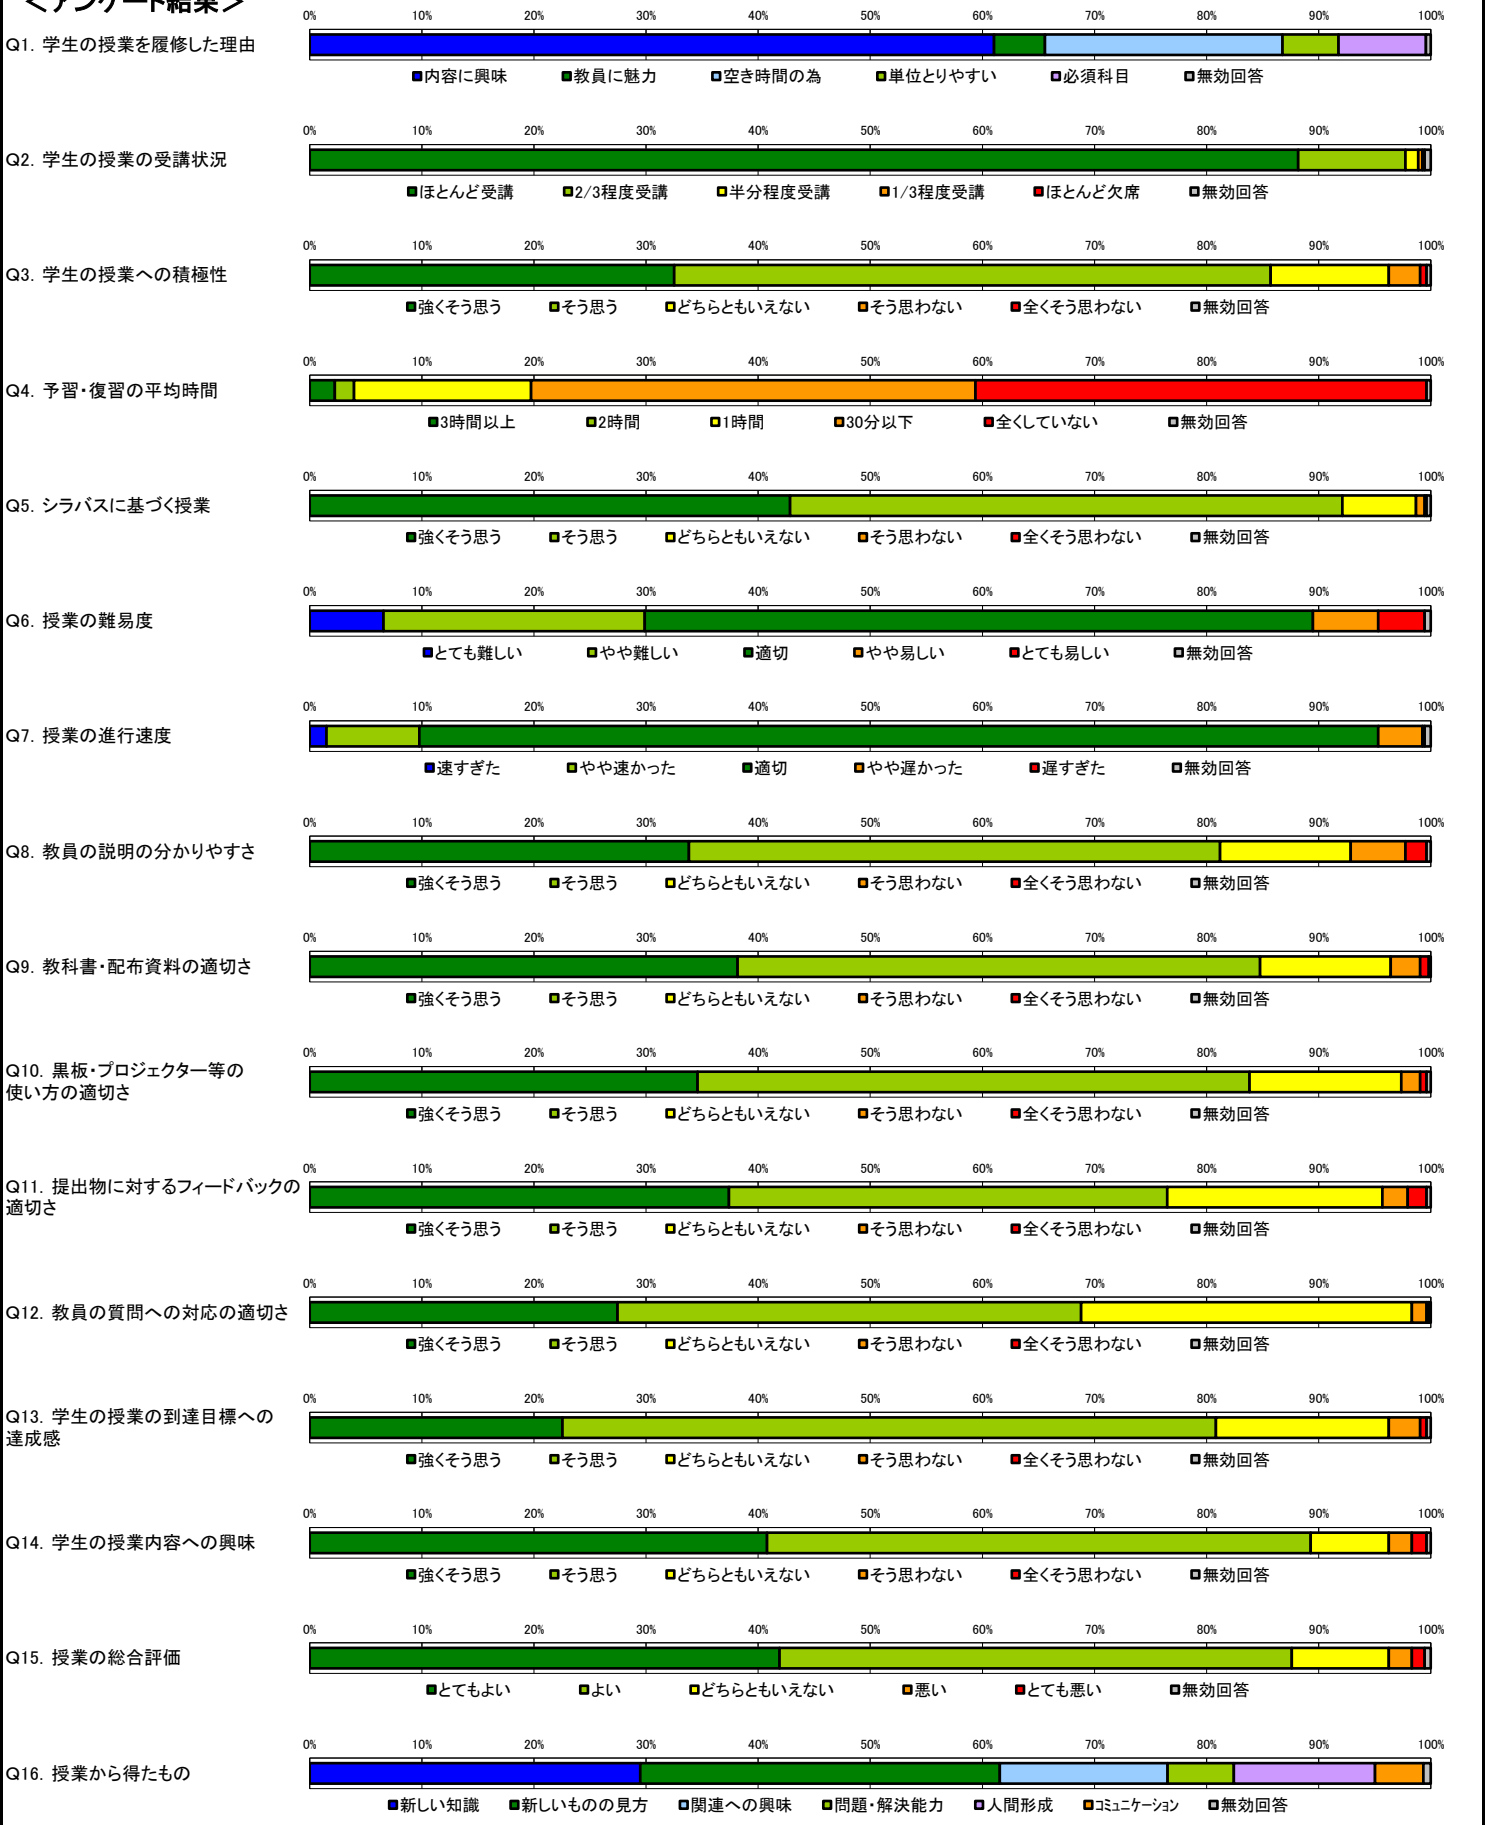 ＜アンケート結果＞
0% 10% 20% 30% 40% 50% 60% 70% 80% 90% 100%
Q1. 学生の授業を履修した理由
内容に興味 教員に魅力 空き時間の為 単位とりやすい 必須科目 無効回答
0% 10% 20% 30% 40% 50% 60% 70% 80% 90% 100%
Q2. 学生の授業の受講状況
ほとんど受講 2/3程度受講 半分程度受講 1/3程度受講 ほとんど欠席 無効回答
0% 10% 20% 30% 40% 50% 60% 70% 80% 90% 100%
Q3. 学生の授業への積極性
強くそう思う そう思う どちらともいえない そう思わない 全くそう思わない 無効回答
0% 10% 20% 30% 40% 50% 60% 70% 80% 90% 100%
Q4. 予習・復習の平均時間
3時間以上 2時間 1時間 30分以下 全くしていない 無効回答
0% 10% 20% 30% 40% 50% 60% 70% 80% 90% 100%
Q5. シラバスに基づく授業
強くそう思う そう思う どちらともいえない そう思わない 全くそう思わない 無効回答
0% 10% 20% 30% 40% 50% 60% 70% 80% 90% 100%
Q6. 授業の難易度
とても難しい やや難しい 適切 やや易しい とても易しい 無効回答
0% 10% 20% 30% 40% 50% 60% 70% 80% 90% 100%
Q7. 授業の進行速度
速すぎた やや速かった 適切 やや遅かった 遅すぎた 無効回答
0% 10% 20% 30% 40% 50% 60% 70% 80% 90% 100%
Q8. 教員の説明の分かりやすさ
強くそう思う そう思う どちらともいえない そう思わない 全くそう思わない 無効回答
0% 10% 20% 30% 40% 50% 60% 70% 80% 90% 100%
Q9. 教科書・配布資料の適切さ
強くそう思う そう思う どちらともいえない そう思わない 全くそう思わない 無効回答
0% 10% 20% 30% 40% 50% 60% 70% 80% 90% 100%
Q10. 黒板・プロジェクター等の
使い方の適切さ
強くそう思う そう思う どちらともいえない そう思わない 全くそう思わない 無効回答
0% 10% 20% 30% 40% 50% 60% 70% 80% 90% 100%
Q11. 提出物に対するフィードバックの
適切さ
強くそう思う そう思う どちらともいえない そう思わない 全くそう思わない 無効回答
0% 10% 20% 30% 40% 50% 60% 70% 80% 90% 100%
Q12. 教員の質問への対応の適切さ
強くそう思う そう思う どちらともいえない そう思わない 全くそう思わない 無効回答
0% 10% 20% 30% 40% 50% 60% 70% 80% 90% 100%
Q13. 学生の授業の到達目標への
達成感
強くそう思う そう思う どちらともいえない そう思わない 全くそう思わない 無効回答
0% 10% 20% 30% 40% 50% 60% 70% 80% 90% 100%
Q14. 学生の授業内容への興味
強くそう思う そう思う どちらともいえない そう思わない 全くそう思わない 無効回答
0% 10% 20% 30% 40% 50% 60% 70% 80% 90% 100%
Q15. 授業の総合評価
とてもよい よい どちらともいえない 悪い とても悪い 無効回答
0% 10% 20% 30% 40% 50% 60% 70% 80% 90% 100%
Q16. 授業から得たもの
新しい知識 新しいものの見方 関連への興味 問題・解決能力 人間形成 ｺﾐｭﾆｹｰｼｮﾝ 無効回答